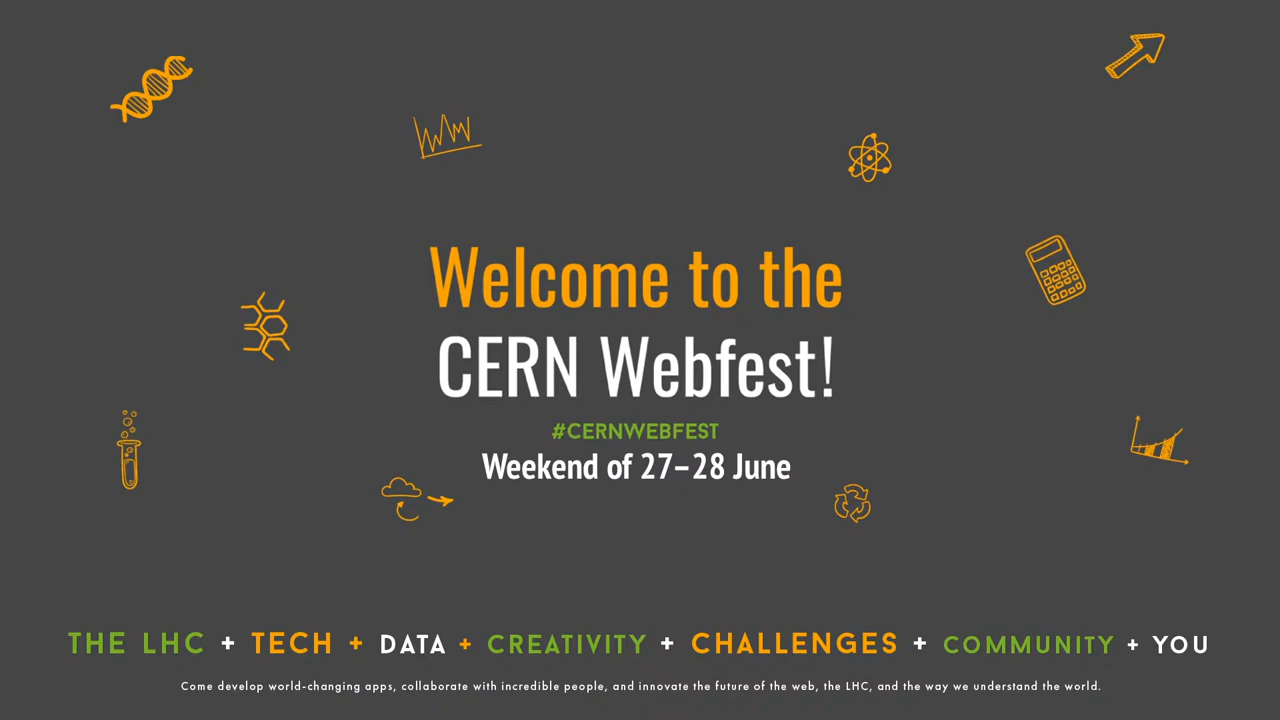 Welcome to the
CERN Webfest!
#CERNWEBFEST
Weekend of 27–28 June
THE LHC + TECH + DATA + CREATIVITY + CHALLENGES + COMMUNITY + YOU
Come develop world-changing apps, collaborate with incredible people, and innovate the future of the web, the LHC, and the way we understand the world.